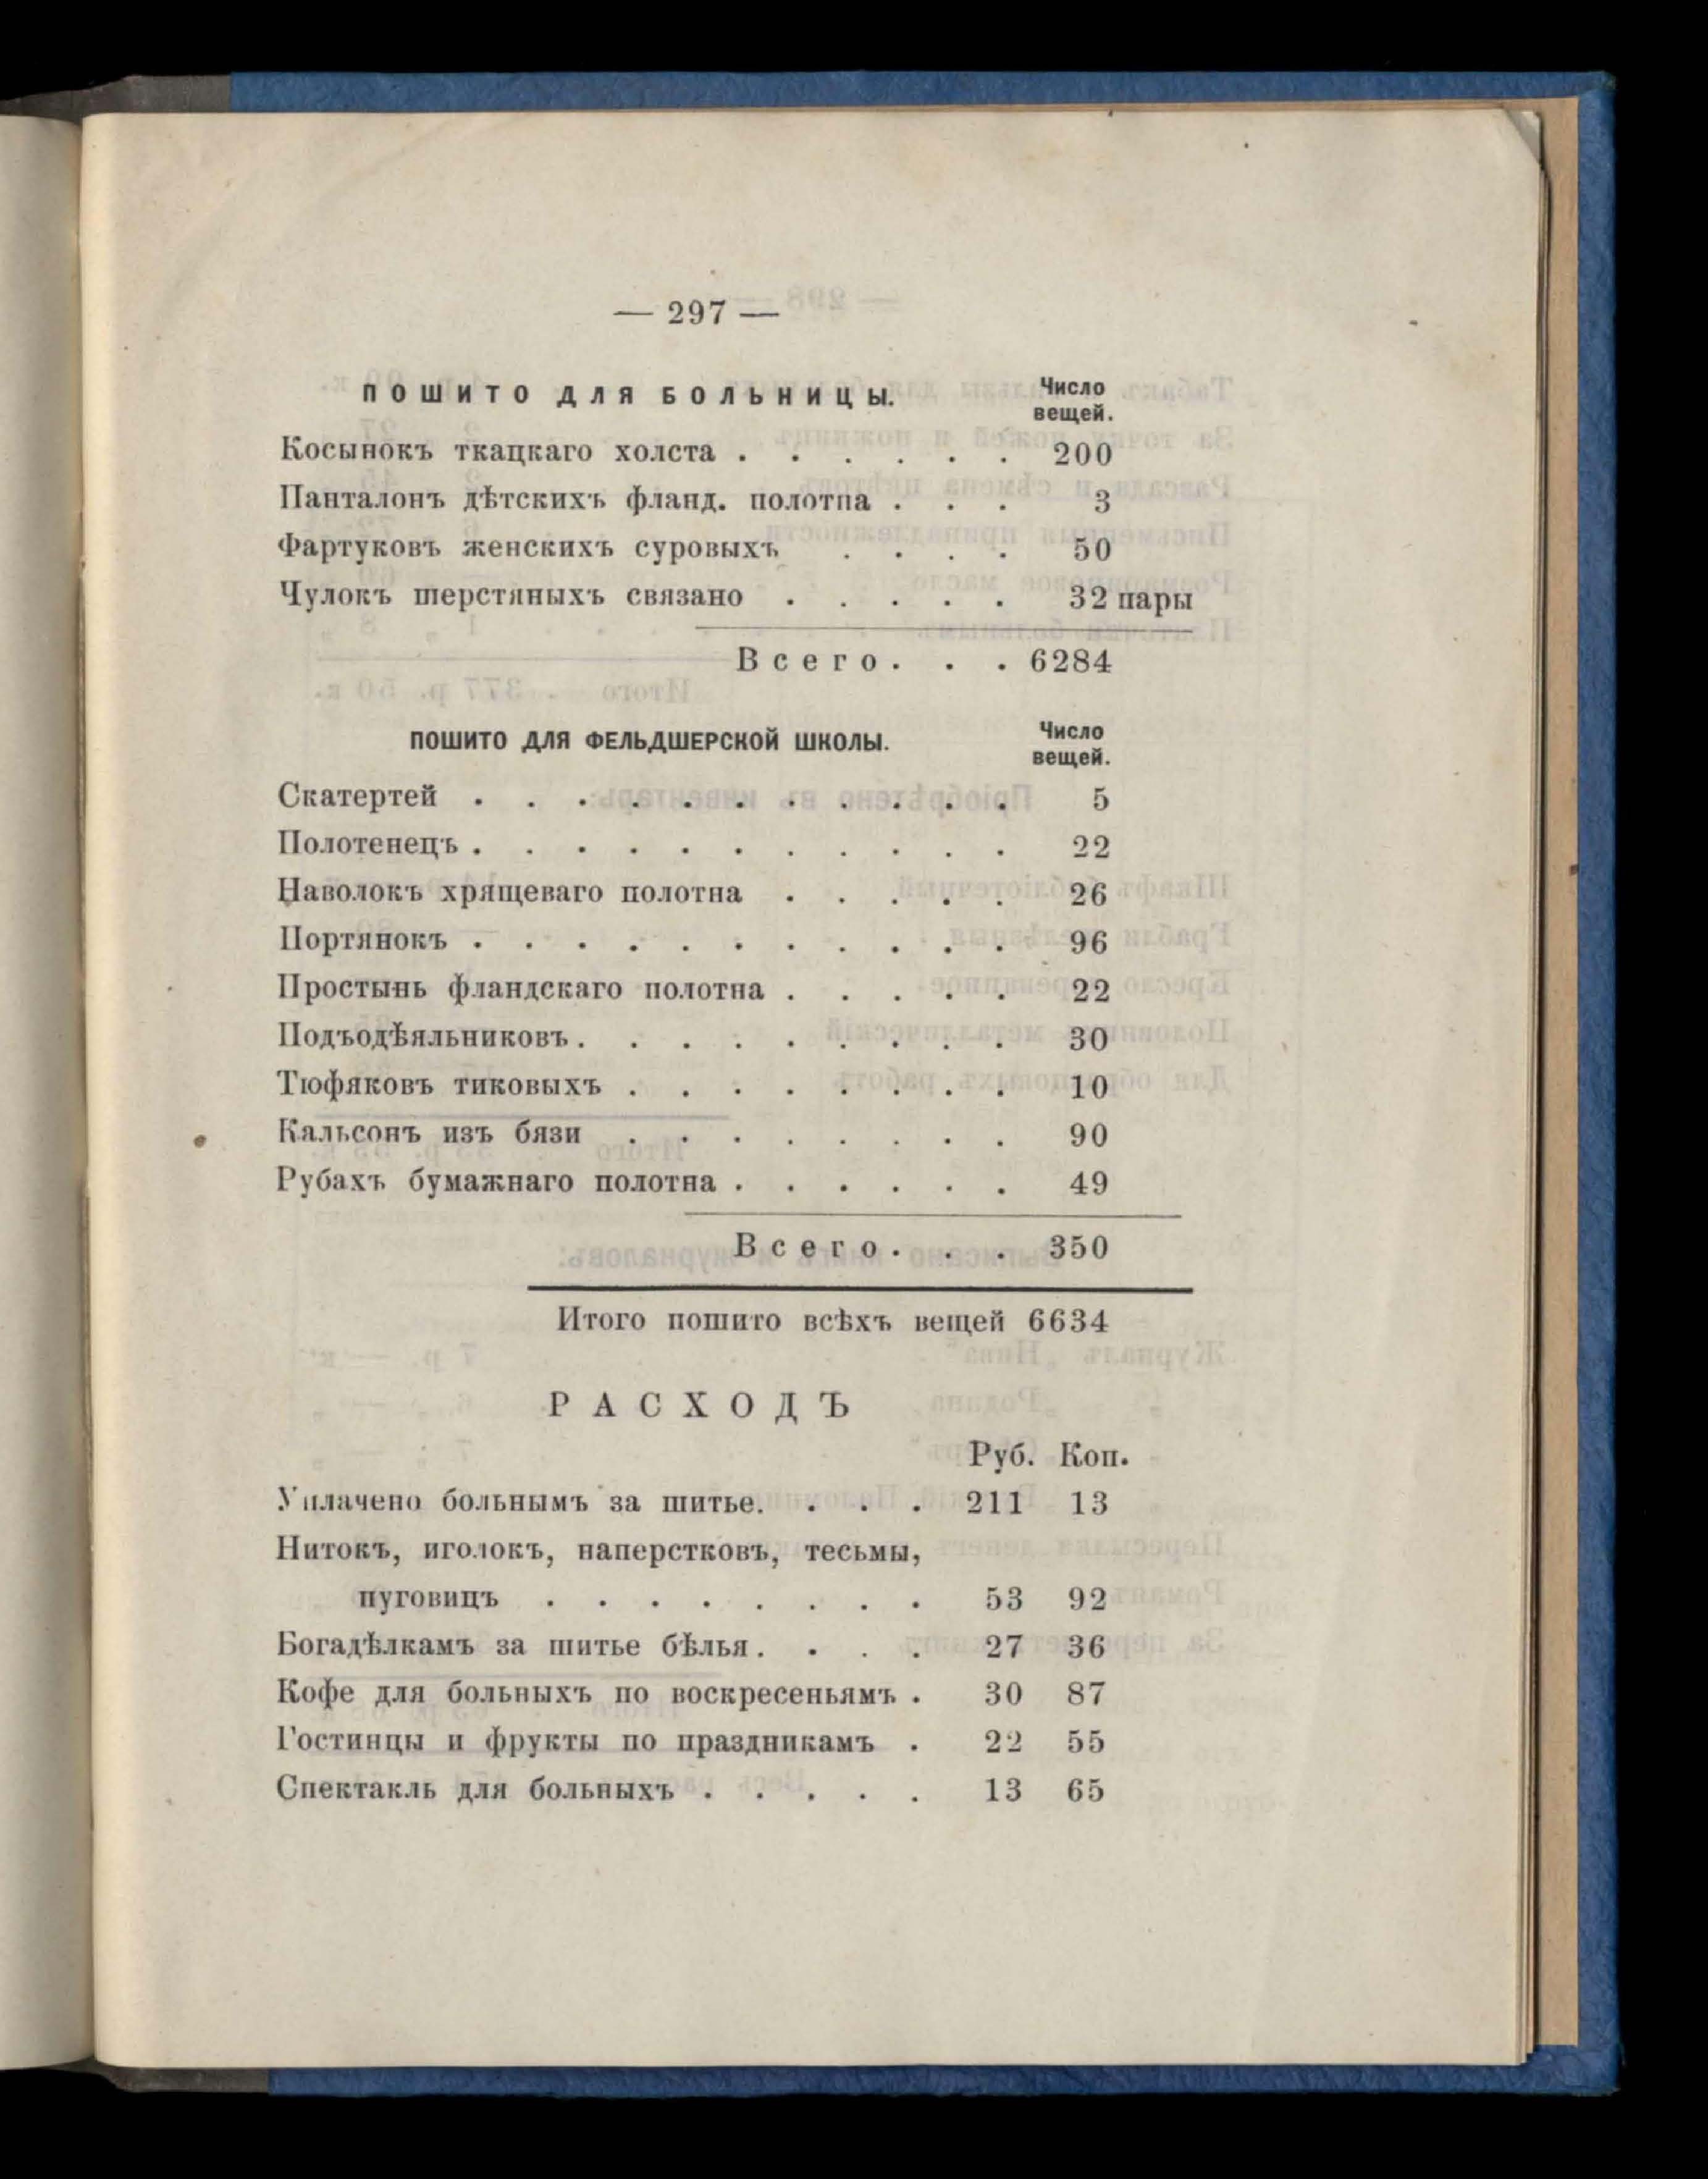 — 297 —
ПОШИТО ДЛЯ БОЛЬНИЦЫ. Число
вещей.
Косынокъ ткацкаго холста . . . . . . 200
Панталонъ дѣтскихъ фланд. полотна . . . 3
Фартуковъ женскихъ суровыхъ . . . . 50
Чулокъ шерстяныхъ связано . . . . . 32 пары
Всего. . . 6284
ПОШИТО ДЛЯ ФЕЛЬДШЕРСКОЙ ШКОЛЫ. Число
вещей.
Скатертей . . . . . . . . . . . 5
Полотенецъ . . . . . . . . . . . 22
Наволокъ хрящеваго полотна . . . . . 26
Портянокъ . . . . . . . . . . . 96
Простынь фландскаго полотна . . . . . 22
Подъодѣяльниковъ . . . . . . . . . 30
Тюфяковъ тиковыхъ . . . . . . . . 10
Кальсонъ изъ бязи . . . . . . . . 90
Рубахъ бумажнаго полотна . . . . . . 49
Всего. . . 350
Итого пошито всѣхъ вещей 6634
РАСХОДЪ
Руб. Коп.
Уплачено больнымъ за шитье. . . . 211 13
Нитокъ, иголокъ, наперстковъ, тесьмы,
пуговицъ . . . . . . . . 53 92
Богадѣлкамъ за шитье бѣлья. . . . 27 36
Кофе для больныхъ по воскресеньямъ . 30 87
Гостинцы и фрукты по праздникамъ . 22 55
Спектакль для больныхъ . . . . . 13 65